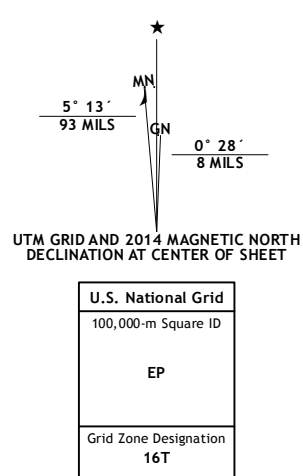 MN
5° 13´
93 MILS
GN
0° 28´
8 MILS
UTM GRID AND 2014 MAGNETIC NORTH
DECLINATION AT CENTER OF SHEET
U.S. National Grid
100,000-m Square ID
EP
Grid Zone Designation
16T